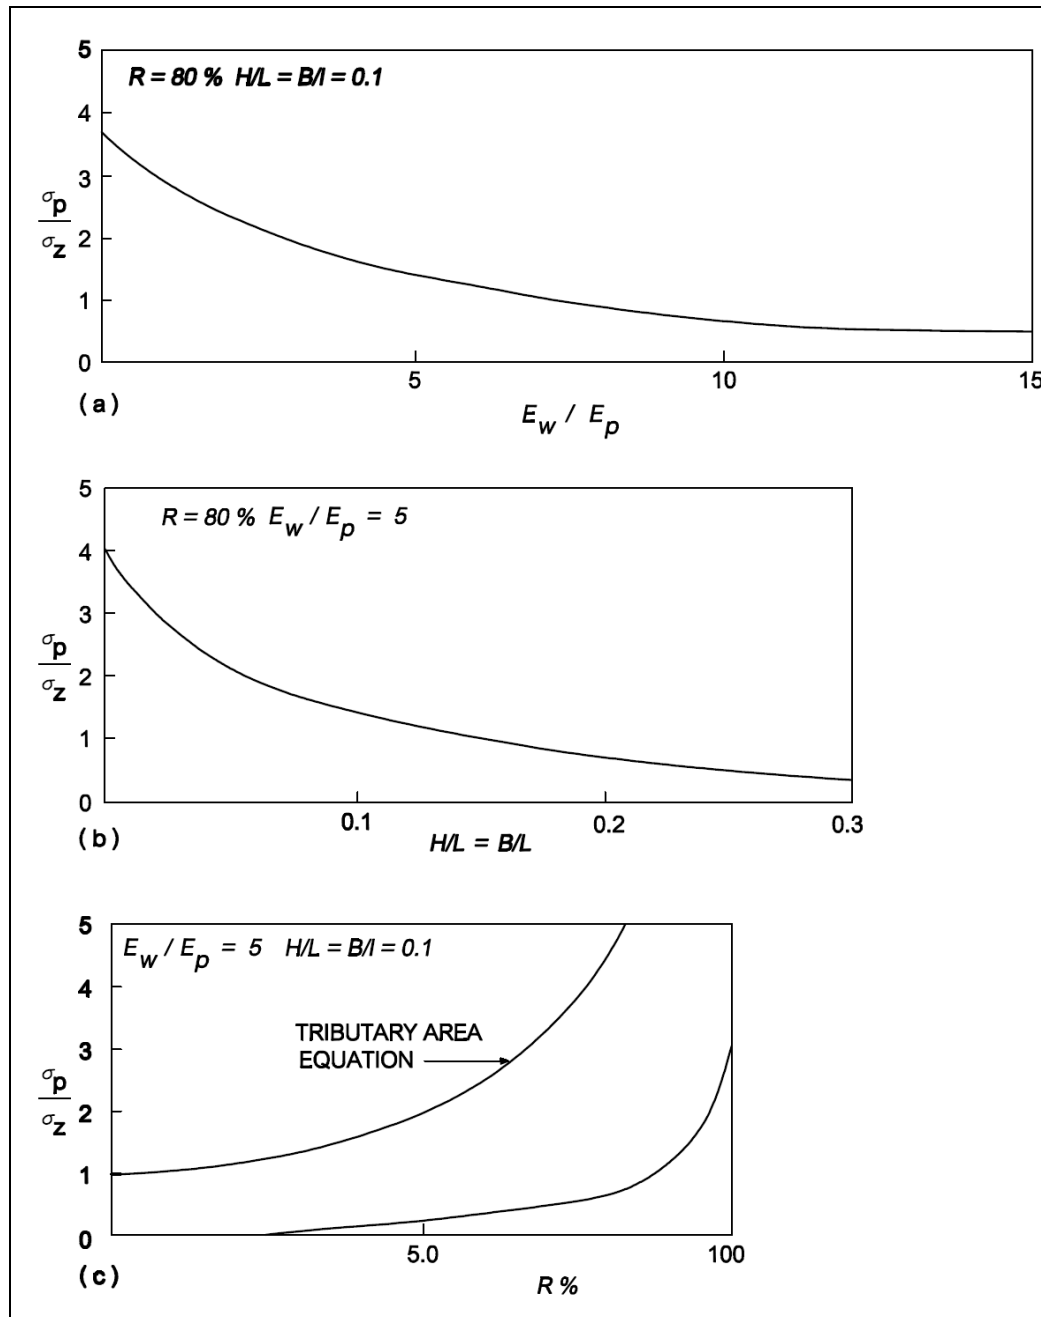 5
R = 80 % H/L = B/l = 0.1
4
3
σp
σz
2
1
0
5
10
15
(a)
Ew / Ep
5
R = 80 % Ew / Ep = 5
4
3
σp
σz
2
1
0
0.1
0.2
0.3
(b)
H/L = B/L
5
Ew / Ep = 5 H/L = B/l = 0.1
4
TRIBUTARY AREA
EQUATION
3
σp
σz
2
1
0
5.0
100
(c)
R %